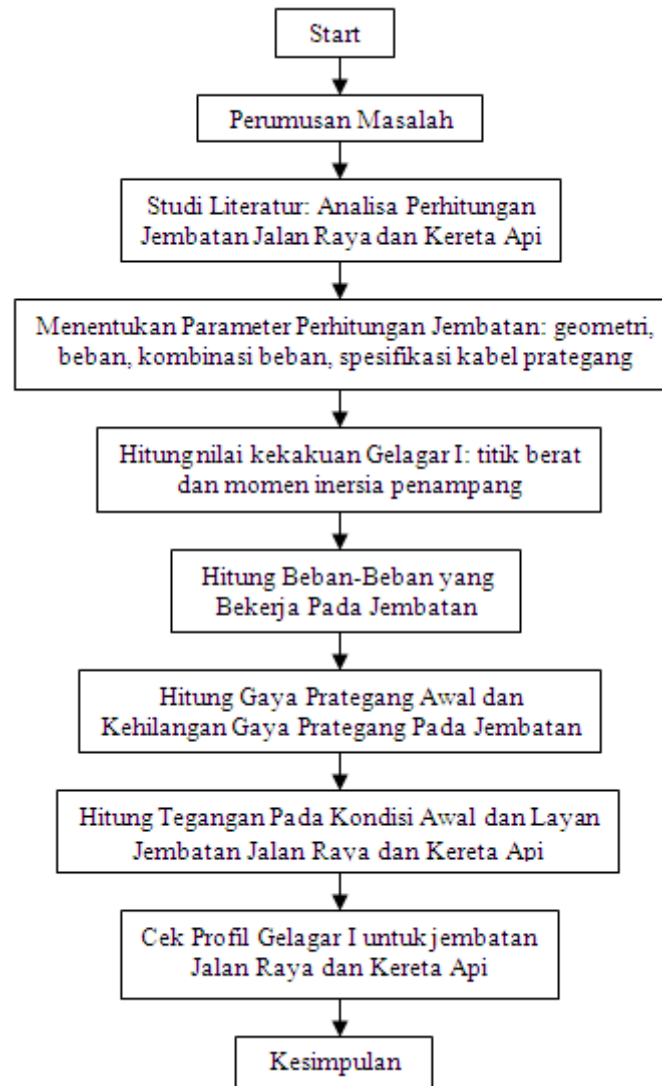 Start
Perumusan Masalah
Studi Literatur: Analisa Perhitungan
Jembatan Jalan Raya dan Kereta Api
Menentukan Parameter Perhitungan Jembatan: geometri,
beban, kombinasi beban, spesifikasi kabel prategang
Hitung nilai kekakuan Gelagar I: titik berat
dan momen inersia penampang
Hitung Beban-Beban yang
Bekerja Pada Jembatan
Hitung Gaya Prategang Awal dan
Kehilangan Gaya Prategang Pada Jembatan
Hitung Tegangan Pada Kondisi Awal dan Layan
Jembatan Jalan Raya dan Kereta Api
Cek Profil Gelagar I untuk jembatan
Jalan Raya dan Kereta Api
Kesimpulan